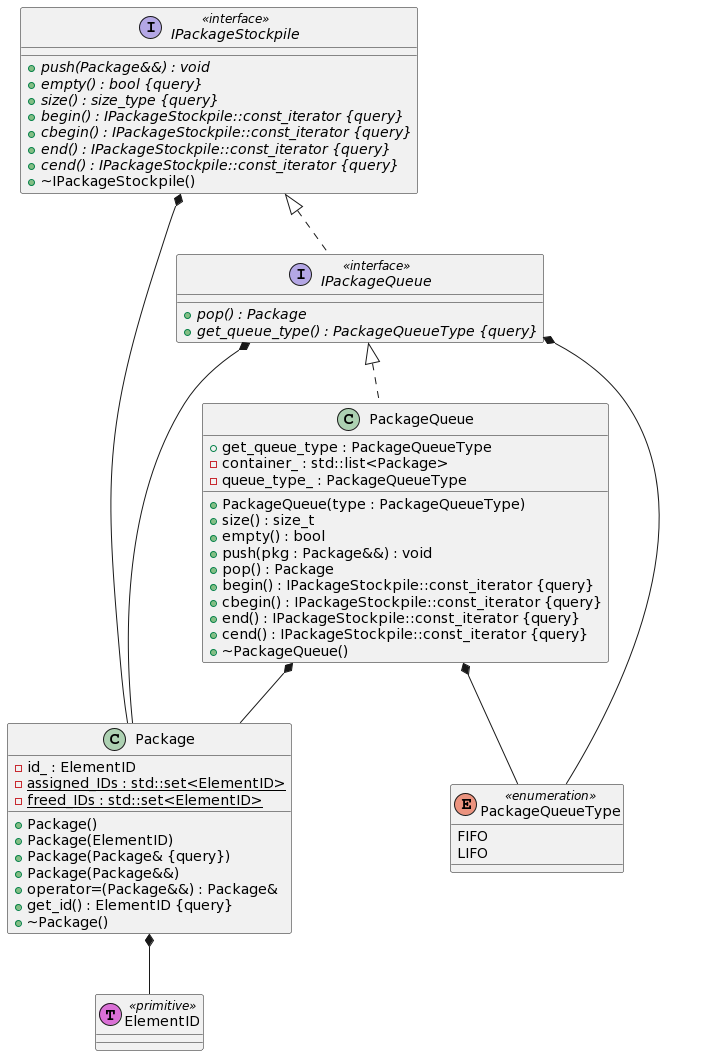 I
«interface»
IPackageStockpile
push(Package&&) : void
empty() : bool {query}
size() : size_type {query}
begin() : IPackageStockpile::const_iterator {query}
cbegin() : IPackageStockpile::const_iterator {query}
end() : IPackageStockpile::const_iterator {query}
cend() : IPackageStockpile::const_iterator {query}
~IPackageStockpile()
I
«interface»
IPackageQueue
pop() : Package
get_queue_type() : PackageQueueType {query}
C
PackageQueue
get_queue_type : PackageQueueType
container_ : std::list<Package>
queue_type_ : PackageQueueType
PackageQueue(type : PackageQueueType)
size() : size_t
empty() : bool
push(pkg : Package&&) : void
pop() : Package
begin() : IPackageStockpile::const_iterator {query}
cbegin() : IPackageStockpile::const_iterator {query}
end() : IPackageStockpile::const_iterator {query}
cend() : IPackageStockpile::const_iterator {query}
~PackageQueue()
C
Package
id_ : ElementID
assigned_IDs : std::set<ElementID>
freed_IDs : std::set<ElementID>
Package()
Package(ElementID)
Package(Package& {query})
Package(Package&&)
operator=(Package&&) : Package&
get_id() : ElementID {query}
~Package()
E
«enumeration»
PackageQueueType
FIFO
LIFO
T
«primitive»
ElementID